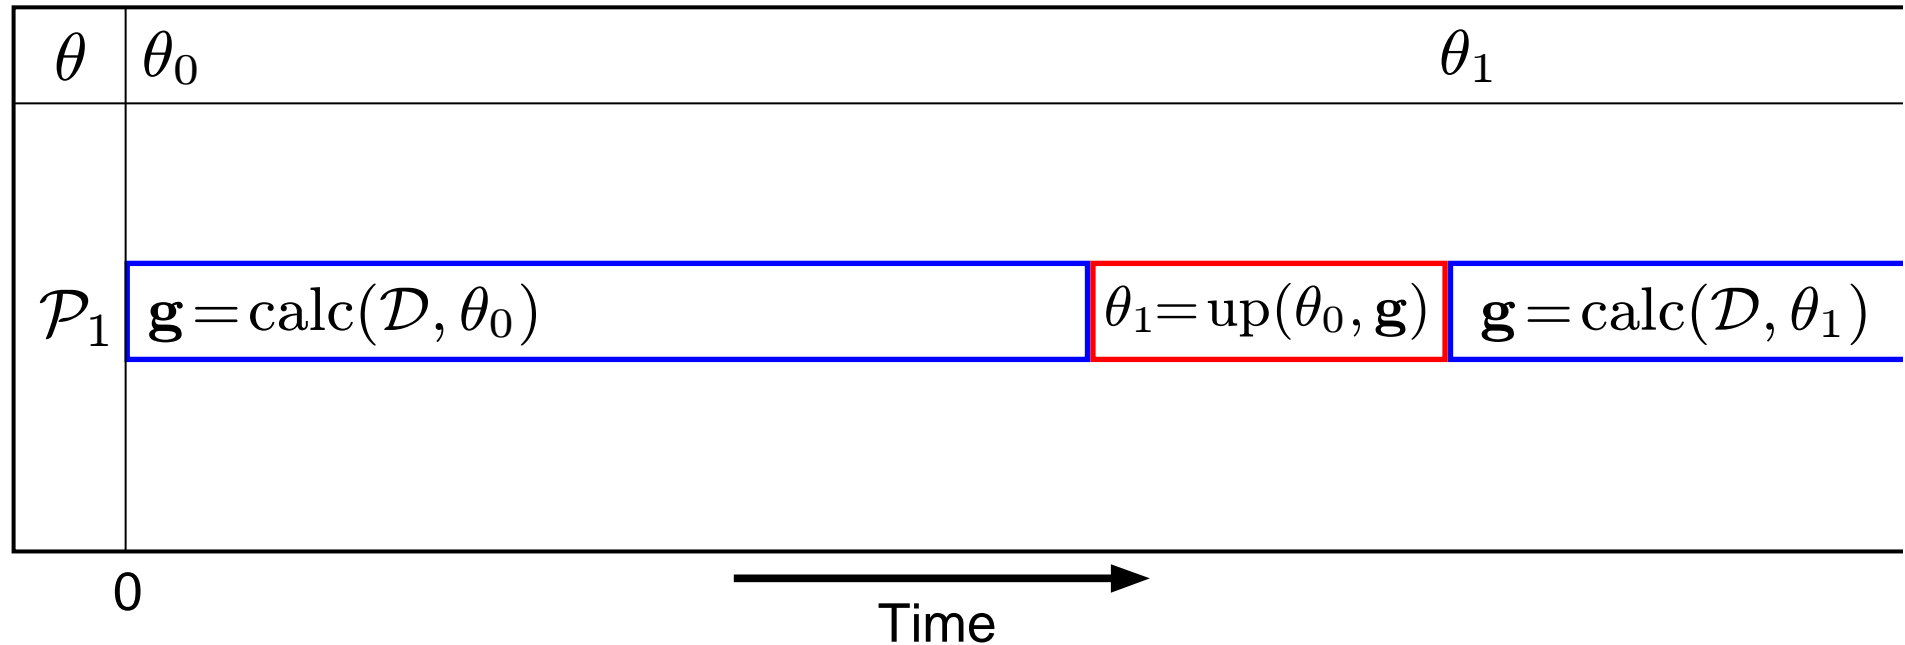 θ θ₀ θ₁
𝒫₁ 𝐠=calc(𝒟, θ₀) θ₁=up(θ₀, 𝐠) 𝐠=calc(𝒟, θ₁)
0
Time